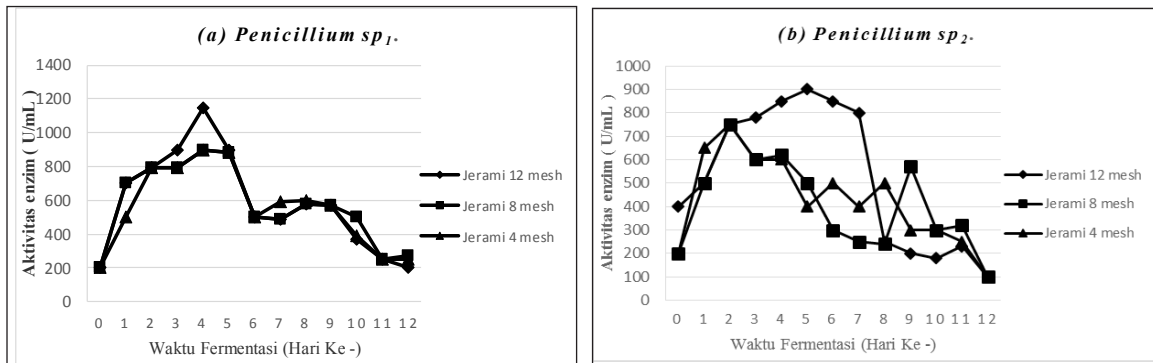 (a) Penicillium sp1.
1400
1200
1000
800
600
400
200
0
0 1 2 3 4 5 6 7 8 9 10 11 12
Aktivitas enzim ( U/mL )
Waktu Fermentasi (Hari Ke -)
Jerami 12 mesh
Jerami 8 mesh
Jerami 4 mesh
(b) Penicillium sp2.
1000
900
800
700
600
500
400
300
200
100
0
0 1 2 3 4 5 6 7 8 9 10 11 12
Aktivitas enzim ( U/mL )
Waktu Fermentasi (Hari Ke -)
Jerami 12 mesh
Jerami 8 mesh
Jerami 4 mesh